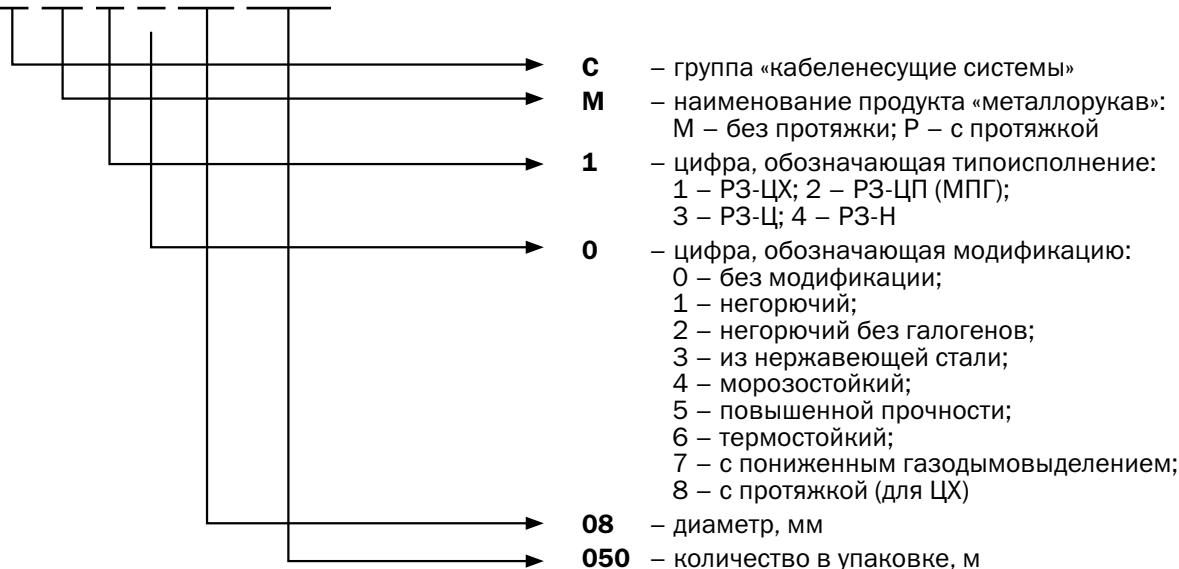 С – группа «кабеленесущие системы»
М – наименование продукта «металлорукав»:
М – без протяжки; Р – с протяжкой
1 – цифра, обозначающая типоисполнение:
1 – РЗ-ЦХ; 2 – РЗ-ЦП (МПГ);
3 – РЗ-Ц; 4 – РЗ-Н
0 – цифра, обозначающая модификацию:
0 – без модификации;
1 – негорючий;
2 – негорючий без галогенов;
3 – из нержавеющей стали;
4 – морозостойкий;
5 – повышенной прочности;
6 – термостойкий;
7 – с пониженным газодымовыделением;
8 – с протяжкой (для ЦХ)
08 – диаметр, мм
050 – количество в упаковке, м